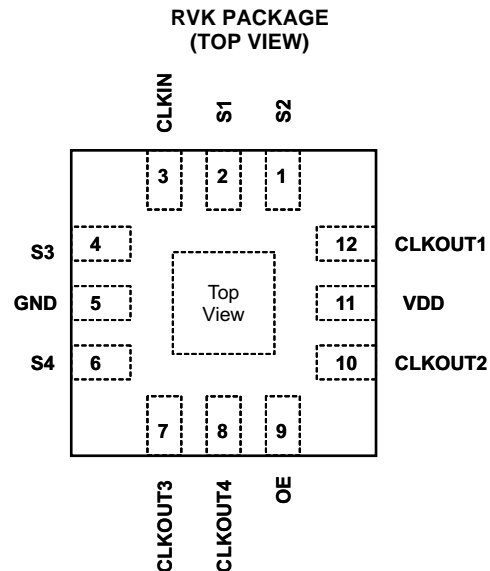 RVK PACKAGE
(TOP VIEW)
CLKIN
S1
S2
3
2
1
S3
4
12
CLKOUT1
GND
5
Top
View
11
VDD
S4
6
10
CLKOUT2
7
8
9
CLKOUT3
CLKOUT4
OE